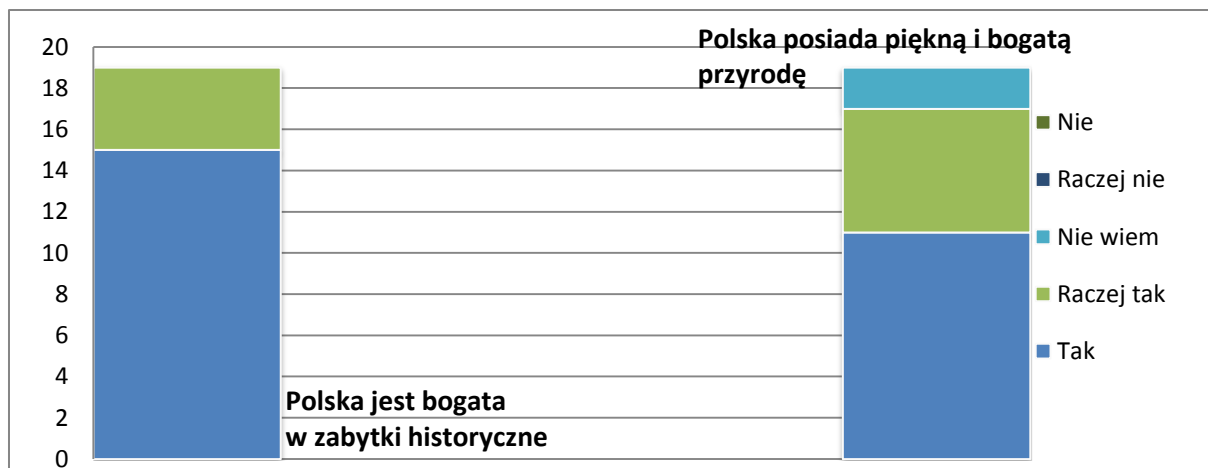 Polska posiada piękną i bogatą
przyrodę
20
18
16
14
12
10
8
6
4
2
0
Polska jest bogata
w zabytki historyczne
Nie
Raczej nie
Nie wiem
Raczej tak
Tak